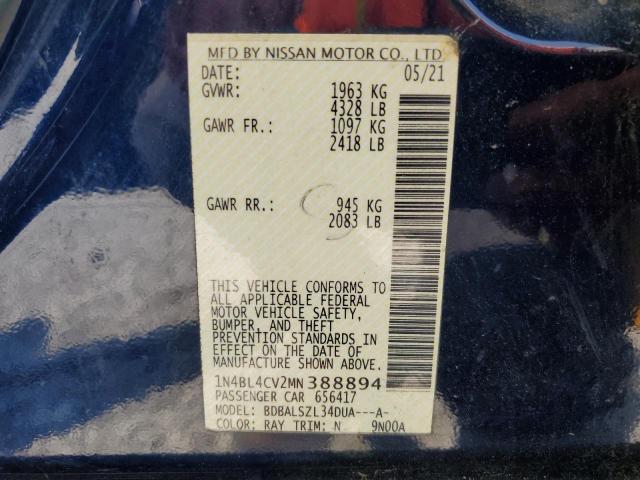 MFD BY NISSAN MOTOR CO., LTD
DATE: 05/21
GVWR: 1963 KG
4328 LB
GAWR FR.: 1097 KG
2418 LB
GAWR RR.: 945 KG
2083 LB
THIS VEHICLE CONFORMS TO
ALL APPLICABLE FEDERAL
MOTOR VEHICLE SAFETY,
BUMPER, AND THEFT
PREVENTION STANDARDS IN
EFFECT ON THE DATE OF
MANUFACTURE SHOWN ABOVE.
1N4BL4CV2MN388894
PASSENGER CAR 656417
MODEL: BDBALSZL34DUA---A-
COLOR: RAY TRIM: N 9N00A